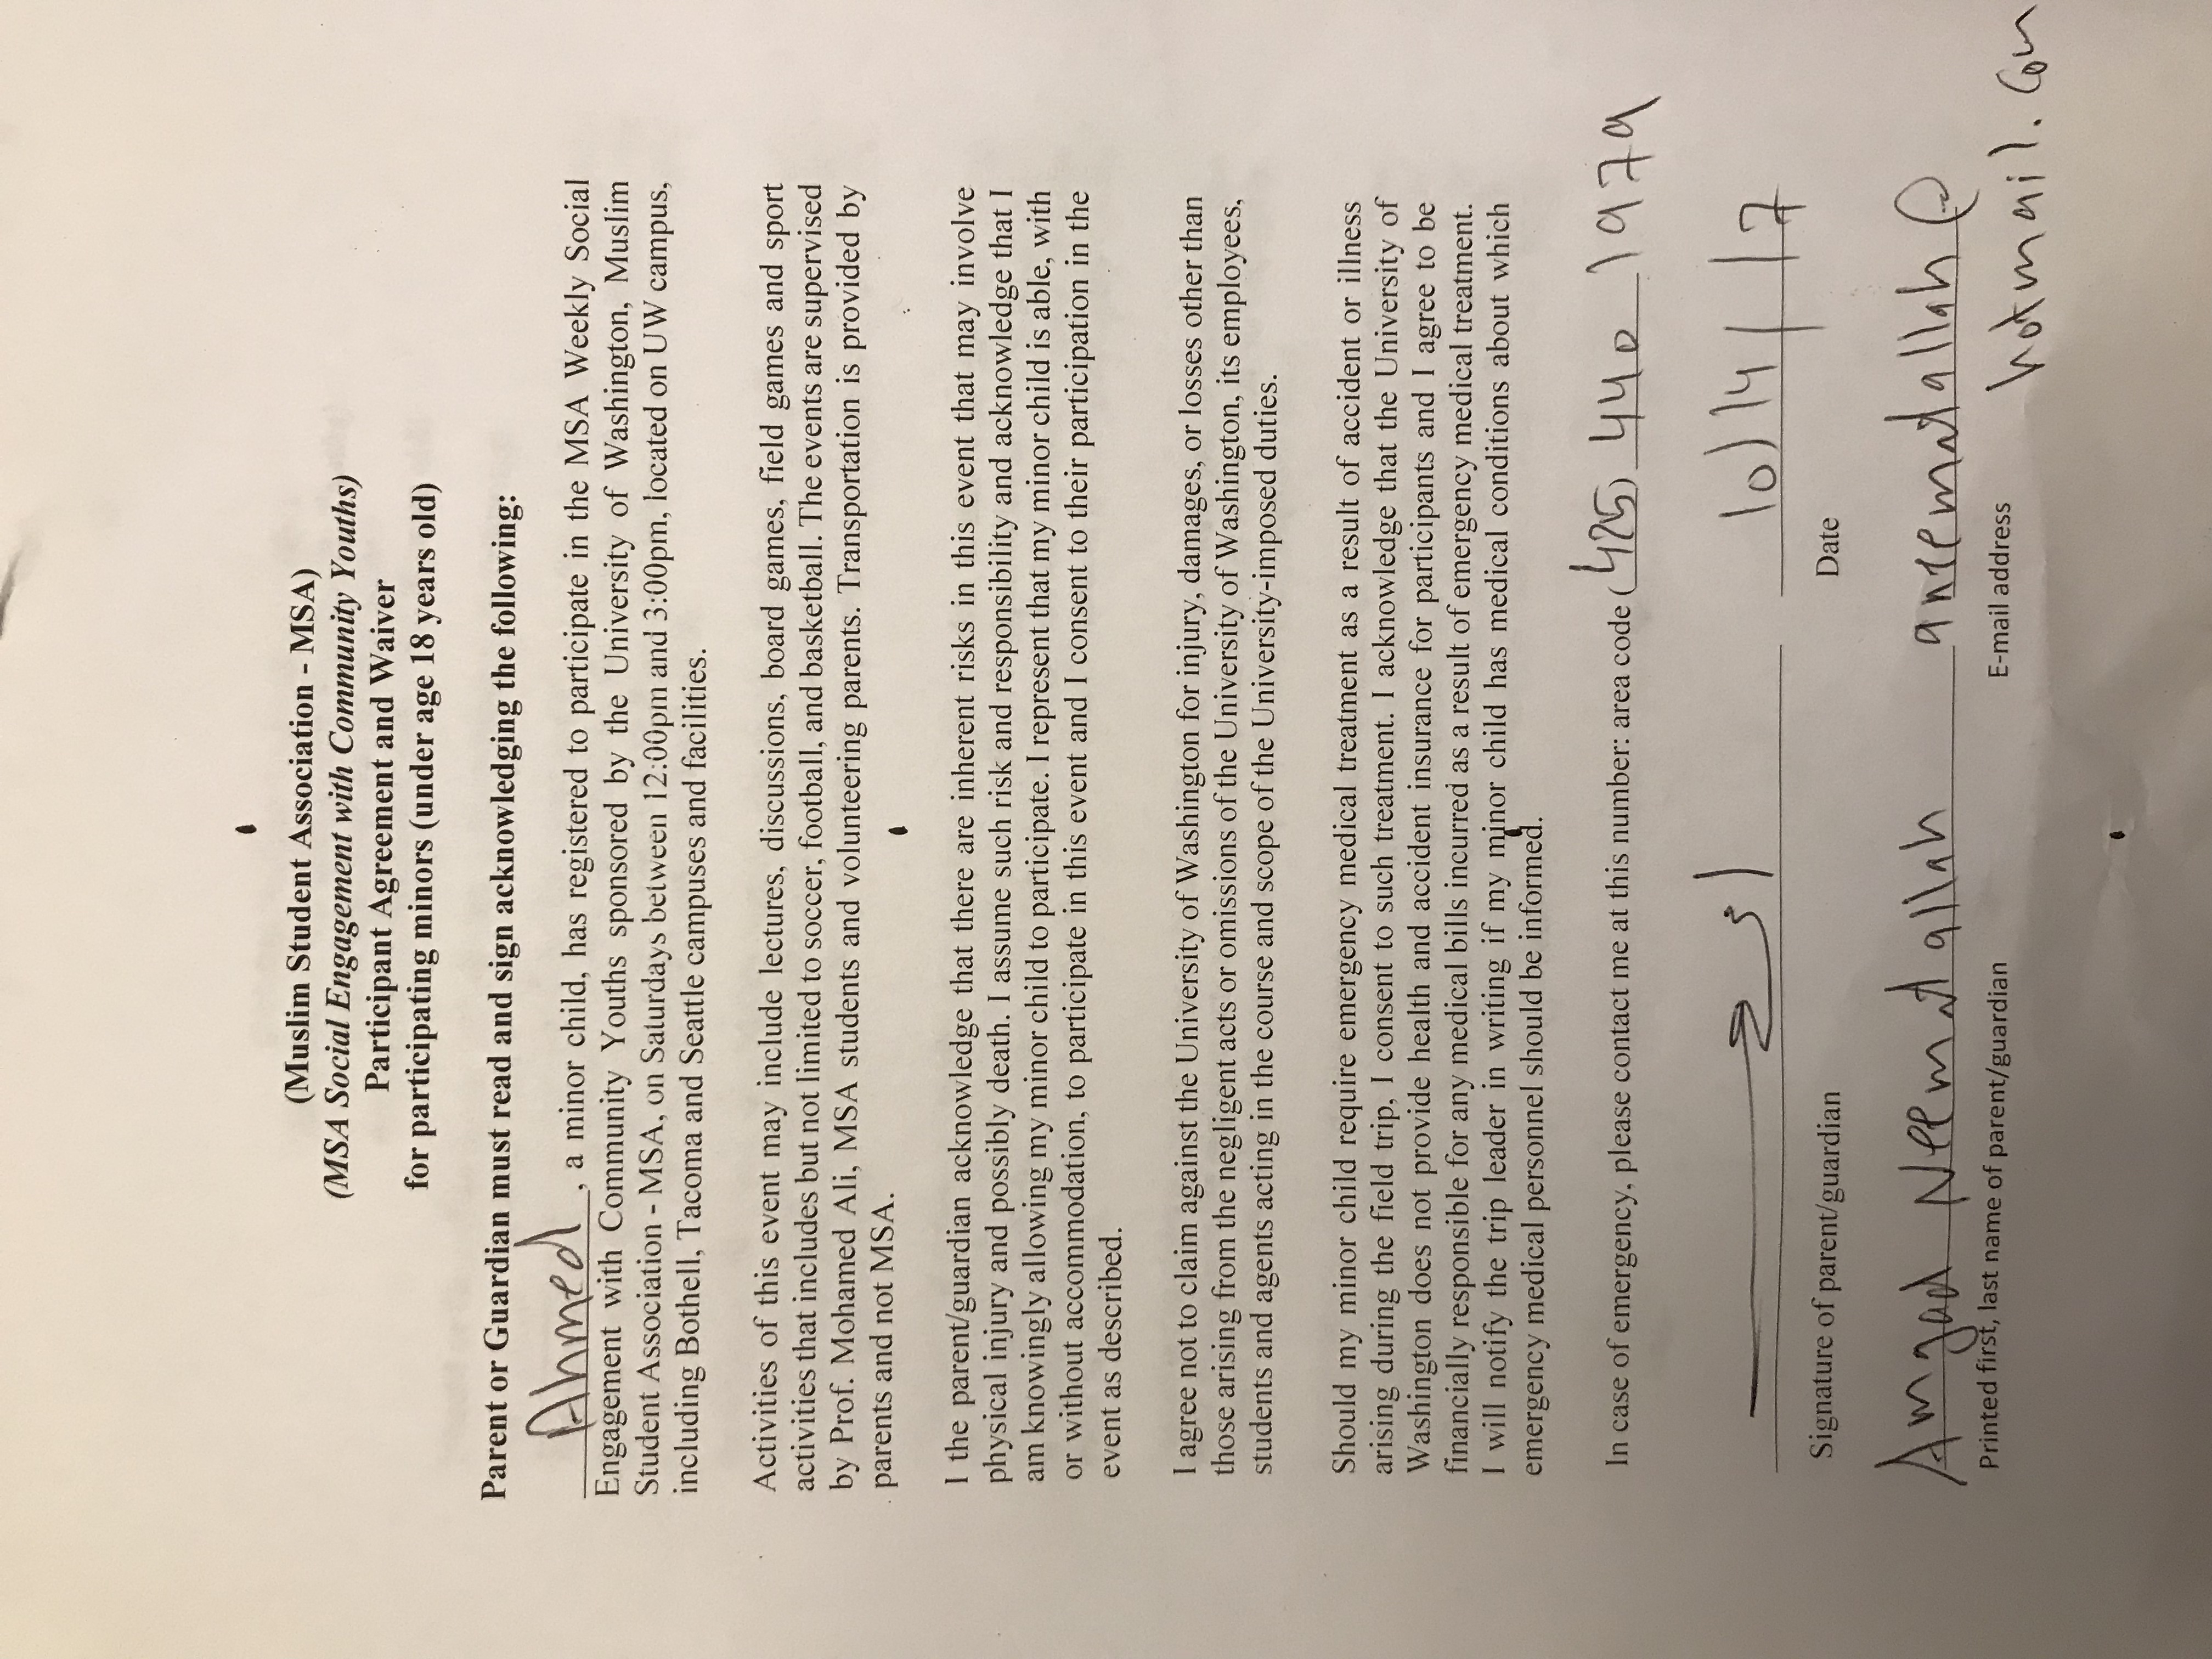 (Muslim Student Association - MSA)
(MSA Social Engagement with Community Youths)
Participant Agreement and Waiver
for participating minors (under age 18 years old)
Parent or Guardian must read and sign acknowledging the following:
Ahmed, a minor child, has registered to participate in the MSA Weekly Social
Engagement with Community Youths sponsored by the University of Washington, Muslim
Student Association - MSA, on Saturdays between 12:00pm and 3:00pm, located on UW campus,
including Bothell, Tacoma and Seattle campuses and facilities.
Activities of this event may include lectures, discussions, board games, field games and sport
activities that includes but not limited to soccer, football, and basketball. The events are supervised
by Prof. Mohamed Ali, MSA students and volunteering parents. Transportation is provided by
parents and not MSA.
I the parent/guardian acknowledge that there are inherent risks in this event that may involve
physical injury and possibly death. I assume such risk and responsibility and acknowledge that I
am knowingly allowing my minor child to participate. I represent that my minor child is able, with
or without accommodation, to participate in this event and I consent to their participation in the
event as described.
I agree not to claim against the University of Washington for injury, damages, or losses other than
those arising from the negligent acts or omissions of the University of Washington, its employees,
students and agents acting in the course and scope of the University-imposed duties.
Should my minor child require emergency medical treatment as a result of accident or illness
arising during the field trip, I consent to such treatment. I acknowledge that the University of
Washington does not provide health and accident insurance for participants and I agree to be
financially responsible for any medical bills incurred as a result of emergency medical treatment.
I will notify the trip leader in writing if my minor child has medical conditions about which
emergency medical personnel should be informed.
In case of emergency, please contact me at this number: area code (425) 440 1979
10/14/17
Signature of parent/guardian Date
Amgad Neematallah aneematallah@
Printed first, last name of parent/guardian E-mail address
hotmail.com